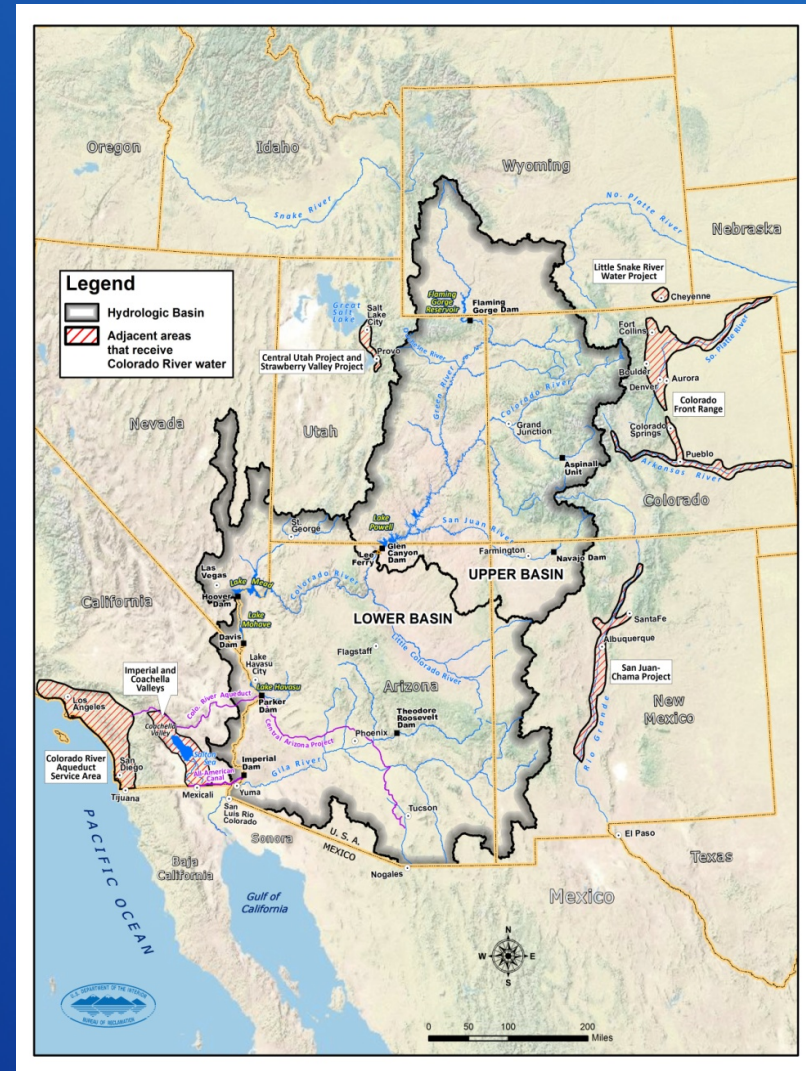 Oregon
Idaho
Wyoming
Snake River
No. Platte River
Nebraska
Legend
Hydrologic Basin
Adjacent areas
that receive
Colorado River water
Great
Salt
Lake
Salt
Lake
City
Provo
Central Utah Project and
Strawberry Valley Project
Flaming
Gorge
Reservoir
Flaming
Gorge Dam
Green River
Little Snake River
Water Project
Cheyenne
Fort
Collins
So. Platte River
Boulder
Denver
Aurora
Colorado
Front Range
Colorado River
Grand
Junction
Colorado
Springs
Pueblo
Arkansas River
Aspinall
Unit
Colorado
Nevada
Utah
St.
George
Lake
Powell
San Juan River
Lee
Ferry
Glen
Canyon
Dam
Farmington
Navajo Dam
UPPER BASIN
Las
Vegas
Lake Mead
Hoover
Dam
Colorado River
California
LOWER BASIN
Lake
Mohave
Davis
Dam
Lake
Havasu
City
Flagstaff
Little Colorado River
SantaFe
Albuquerque
San Juan-
Chama Project
New
Mexico
Rio Grande
Imperial and
Coachella
Valleys
Lake Havasu
Colo. River Aqueduct
Parker
Dam
Arizona
Los
Angeles
Coachella
Valley
Salton
Sea
Central Arizona Project
Phoenix
Theodore
Roosevelt
Dam
Colorado River
Aqueduct
Service Area
San
Diego
All-American
Canal
Imperial
Dam
Gila River
Tijuana
Mexicali
Yuma
San
Luis Rio
Colorado
Tucson
Sonora
U. S. A.
MEXICO
Nogales
El Paso
Texas
PACIFIC OCEAN
Baja
California
Gulf of
California
Mexico
N
W
E
S
U.S. DEPARTMENT OF THE INTERIOR
BUREAU OF RECLAMATION
0 50 100 200
Miles